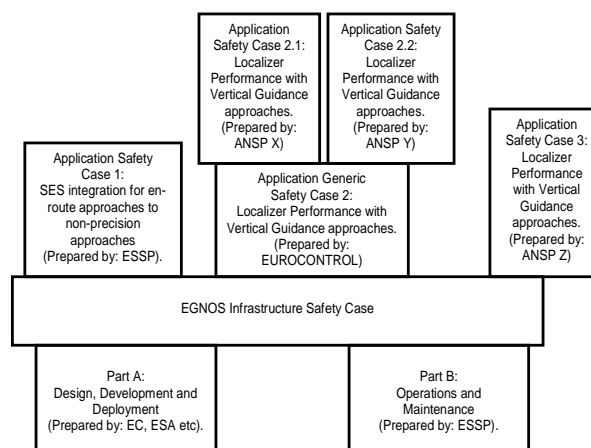 Application
Safety Case 2.1:
Localizer
Performance with
Vertical Guidance
approaches.
(Prepared by:
ANSP X)
Application Safety
Case 2.2:
Localizer
Performance with
Vertical Guidance
approaches.
(Prepared by:
ANSP Y)
Application
Safety Case 3:
Localizer
Performance
with Vertical
Guidance
approaches.
(Prepared by:
ANSP Z)
Application Safety
Case 1:
SES integration for en-
route approaches to
non-precision
approaches
(Prepared by: ESSP).
Application Generic
Safety Case 2:
Localizer Performance with
Vertical Guidance approaches.
(Prepared by:
EUROCONTROL)
EGNOS Infrastructure Safety Case
Part A:
Design, Development and
Deployment
(Prepared by: EC, ESA etc).
Part B:
Operations and
Maintenance
(Prepared by: ESSP).